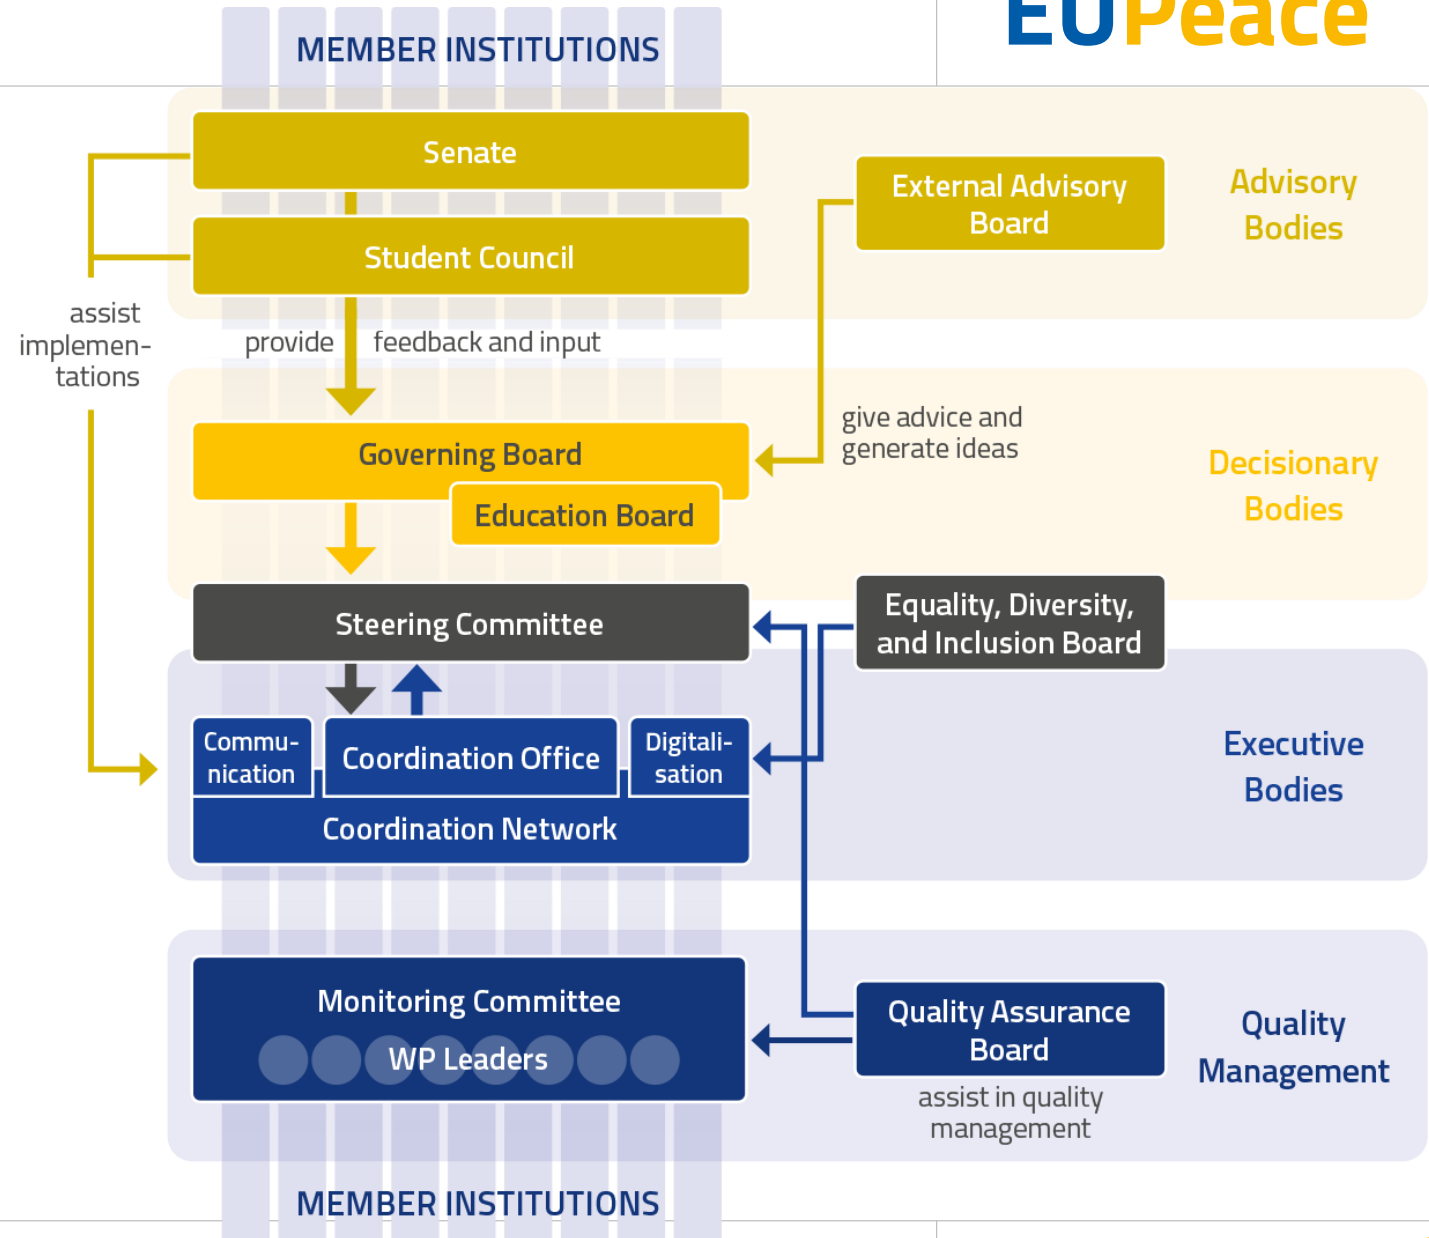 EUPeace
MEMBER INSTITUTIONS
Senate
Student Council
External Advisory
Board
Advisory
Bodies
assist
implemen-
tations
provide feedback and input
give advice and
generate ideas
Governing Board
Education Board
Decisionary
Bodies
Steering Committee
Equality, Diversity,
and Inclusion Board
Commu-
nication
Coordination Office
Digitali-
sation
Coordination Network
Executive
Bodies
Monitoring Committee
WP Leaders
Quality Assurance
Board
assist in quality
management
Quality
Management
MEMBER INSTITUTIONS